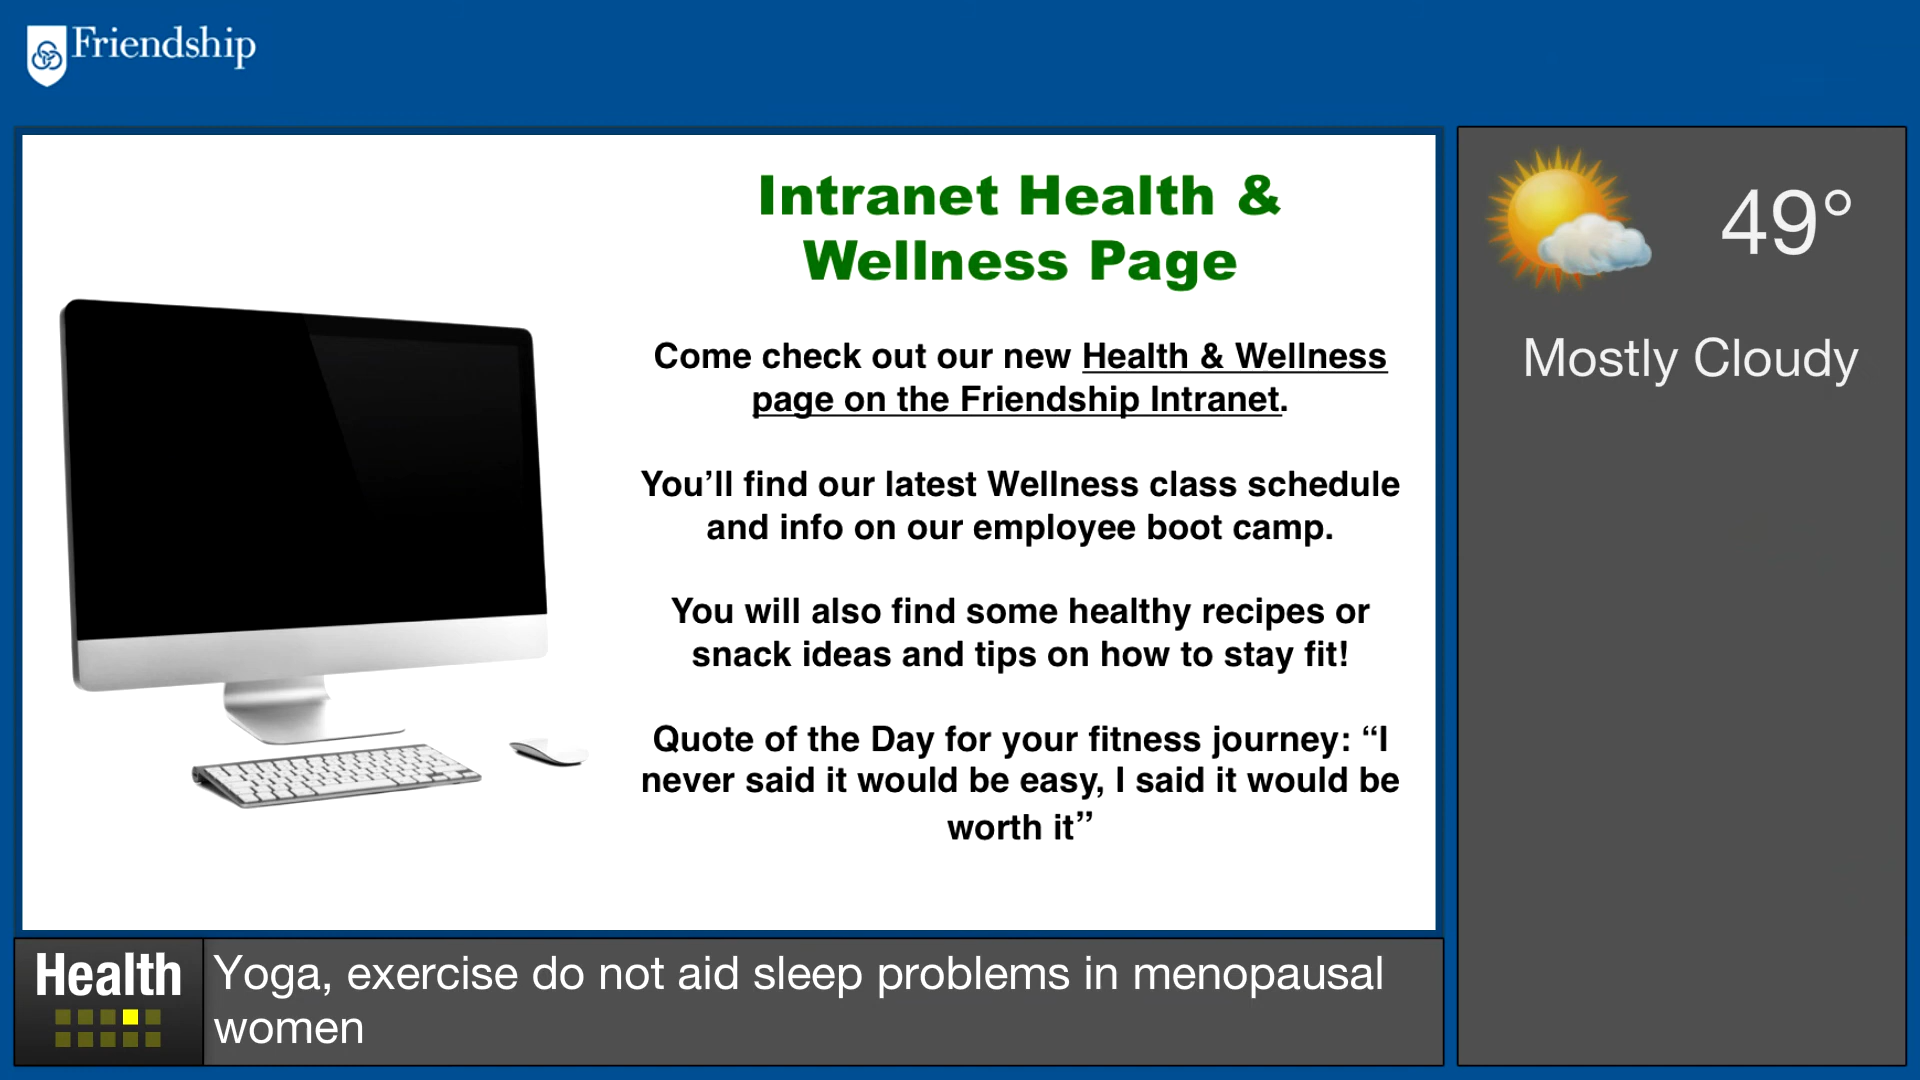 Friendship
Intranet Health &
Wellness Page
Come check out our new Health & Wellness
page on the Friendship Intranet.
You’ll find our latest Wellness class schedule
and info on our employee boot camp.
You will also find some healthy recipes or
snack ideas and tips on how to stay fit!
Quote of the Day for your fitness journey: “I
never said it would be easy, I said it would be
worth it”
49°
Mostly Cloudy
Health
Yoga, exercise do not aid sleep problems in menopausal
women